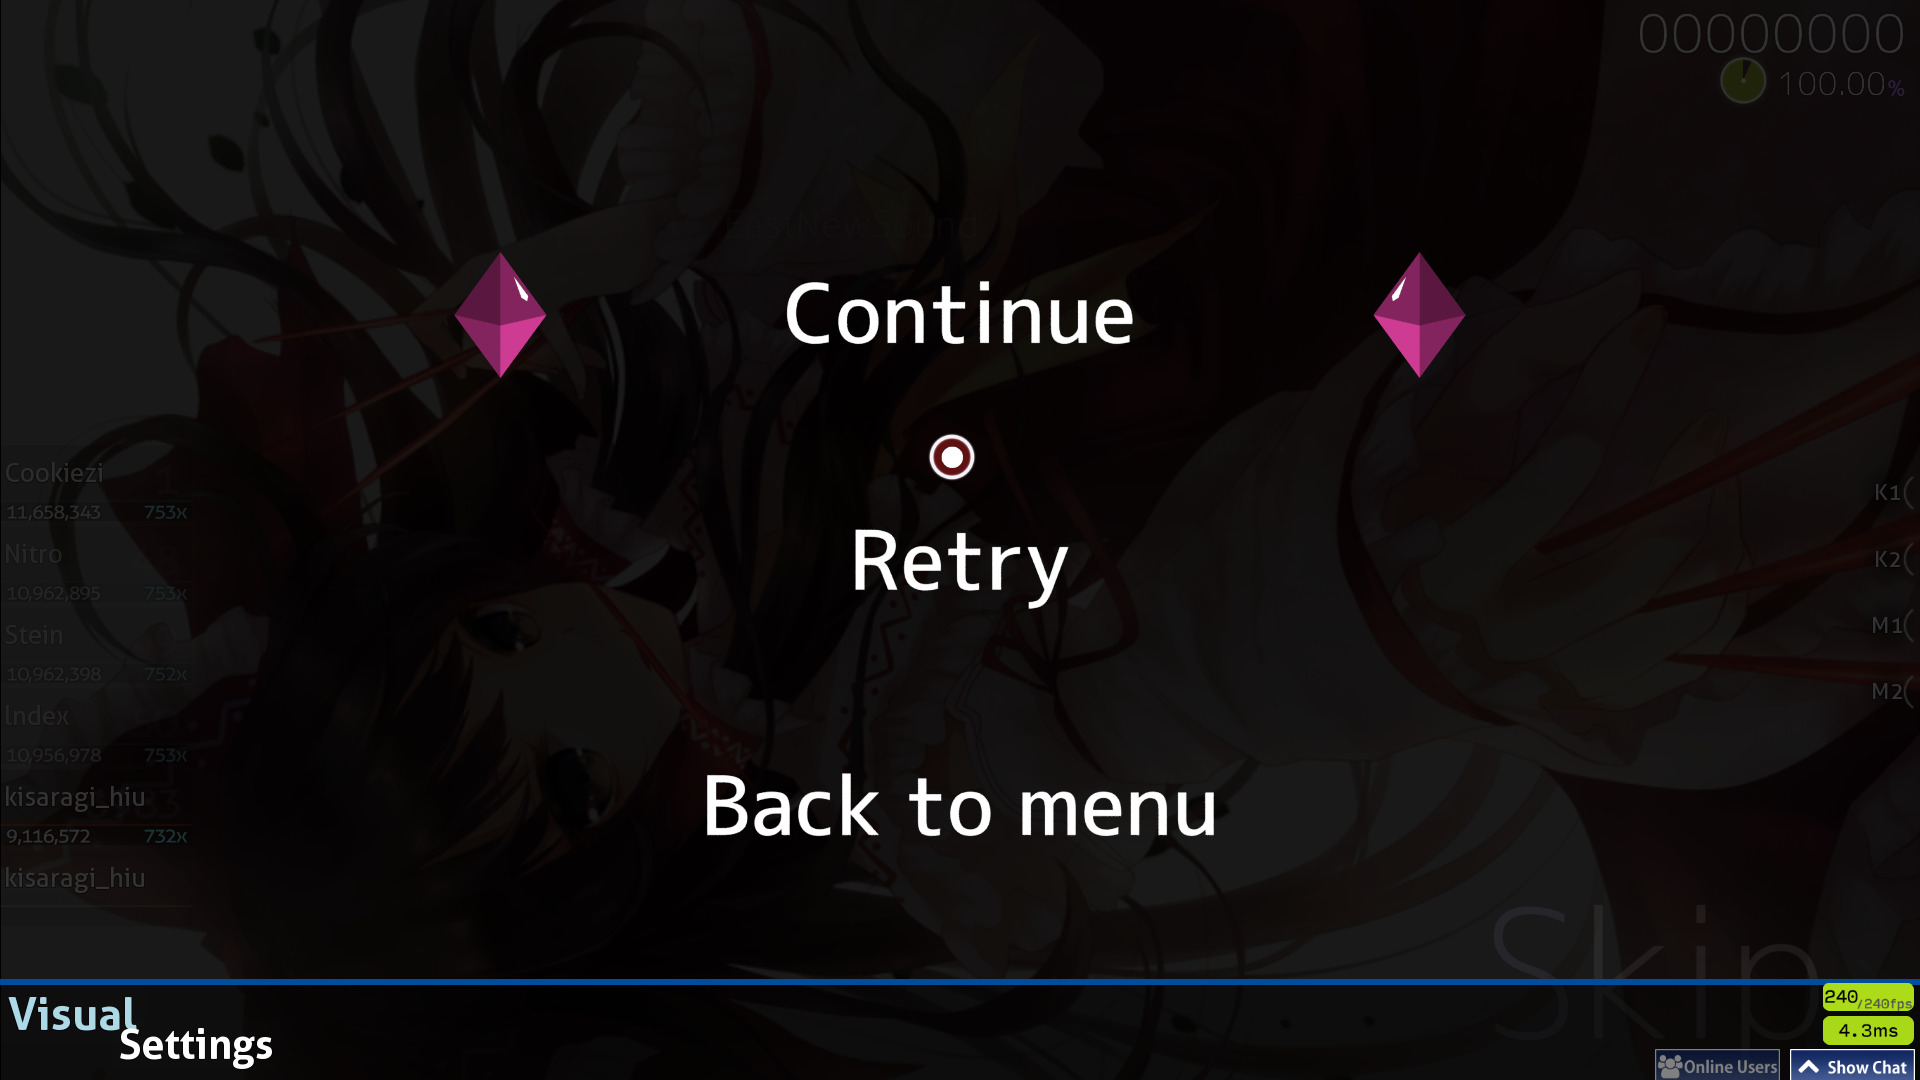 00000000
100.00%
EastNewSound
Continue
Cookiezi
11,658,343 753x
K1(
Nitro
10,962,895 753x
K2(
Retry
Stein
10,962,398 752x
M1(
lndex
10,956,978 753x
M2(
kisaragi_hiu
9,116,572 732x
Back to menu
kisaragi_hiu
Skip
Visual
Settings
240/240fps
4.3ms
Online Users
Show Chat